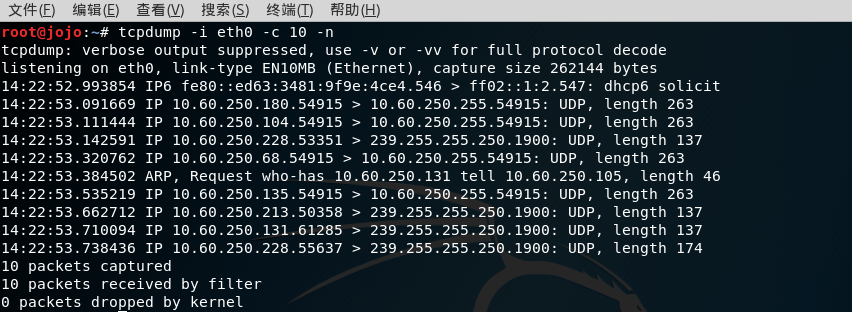 文件(F) 编辑(E) 查看(V) 搜索(S) 终端(T) 帮助(H)
root@jojo:~# tcpdump -i eth0 -c 10 -n
tcpdump: verbose output suppressed, use -v or -vv for full protocol decode
listening on eth0, link-type EN10MB (Ethernet), capture size 262144 bytes
14:22:52.993854 IP6 fe80::ed63:3481:9f9e:4ce4.546 > ff02::1:2.547: dhcp6 solicit
14:22:53.091669 IP 10.60.250.180.54915 > 10.60.250.255.54915: UDP, length 263
14:22:53.111444 IP 10.60.250.104.54915 > 10.60.250.255.54915: UDP, length 263
14:22:53.142591 IP 10.60.250.228.53351 > 239.255.255.250.1900: UDP, length 137
14:22:53.320762 IP 10.60.250.68.54915 > 10.60.250.255.54915: UDP, length 263
14:22:53.384502 ARP, Request who-has 10.60.250.131 tell 10.60.250.105, length 46
14:22:53.535219 IP 10.60.250.135.54915 > 10.60.250.255.54915: UDP, length 263
14:22:53.662712 IP 10.60.250.213.50358 > 239.255.255.250.1900: UDP, length 137
14:22:53.710094 IP 10.60.250.131.61285 > 239.255.255.250.1900: UDP, length 137
14:22:53.738436 IP 10.60.250.228.55637 > 239.255.255.250.1900: UDP, length 174
10 packets captured
10 packets received by filter
0 packets dropped by kernel